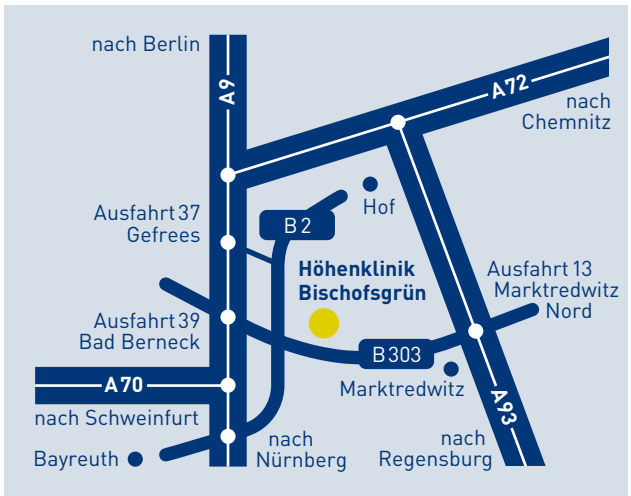 nach Berlin
A9
A72
nach
Chemnitz
Ausfahrt 37
Gefrees
B 2
Hof
Höhenklinik
Bischofsgrün
Ausfahrt 13
Marktredwitz
Nord
Ausfahrt 39
Bad Berneck
B 303
A 70
Marktredwitz
A93
nach Schweinfurt
Bayreuth
nach
Nürnberg
nach
Regensburg